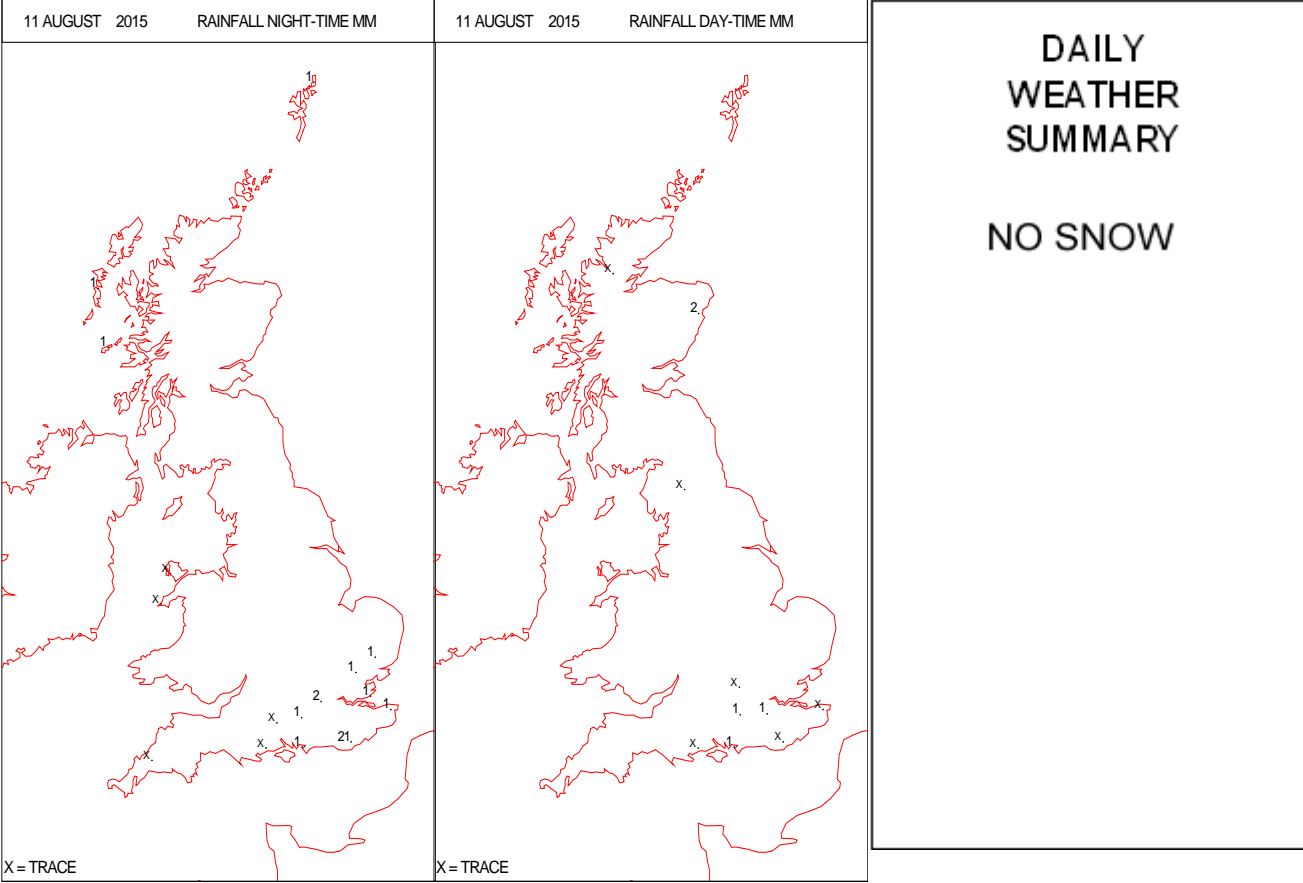 11 AUGUST 2015 RAINFALL NIGHT-TIME MM
1
1
1
X
X
1
1
1
2
1
1
X
21
1
X
X
X = TRACE
11 AUGUST 2015 RAINFALL DAY-TIME MM
X
2
X
X
X
1
1
X
1
X
X = TRACE
DAILY
WEATHER
SUMMARY
NO SNOW